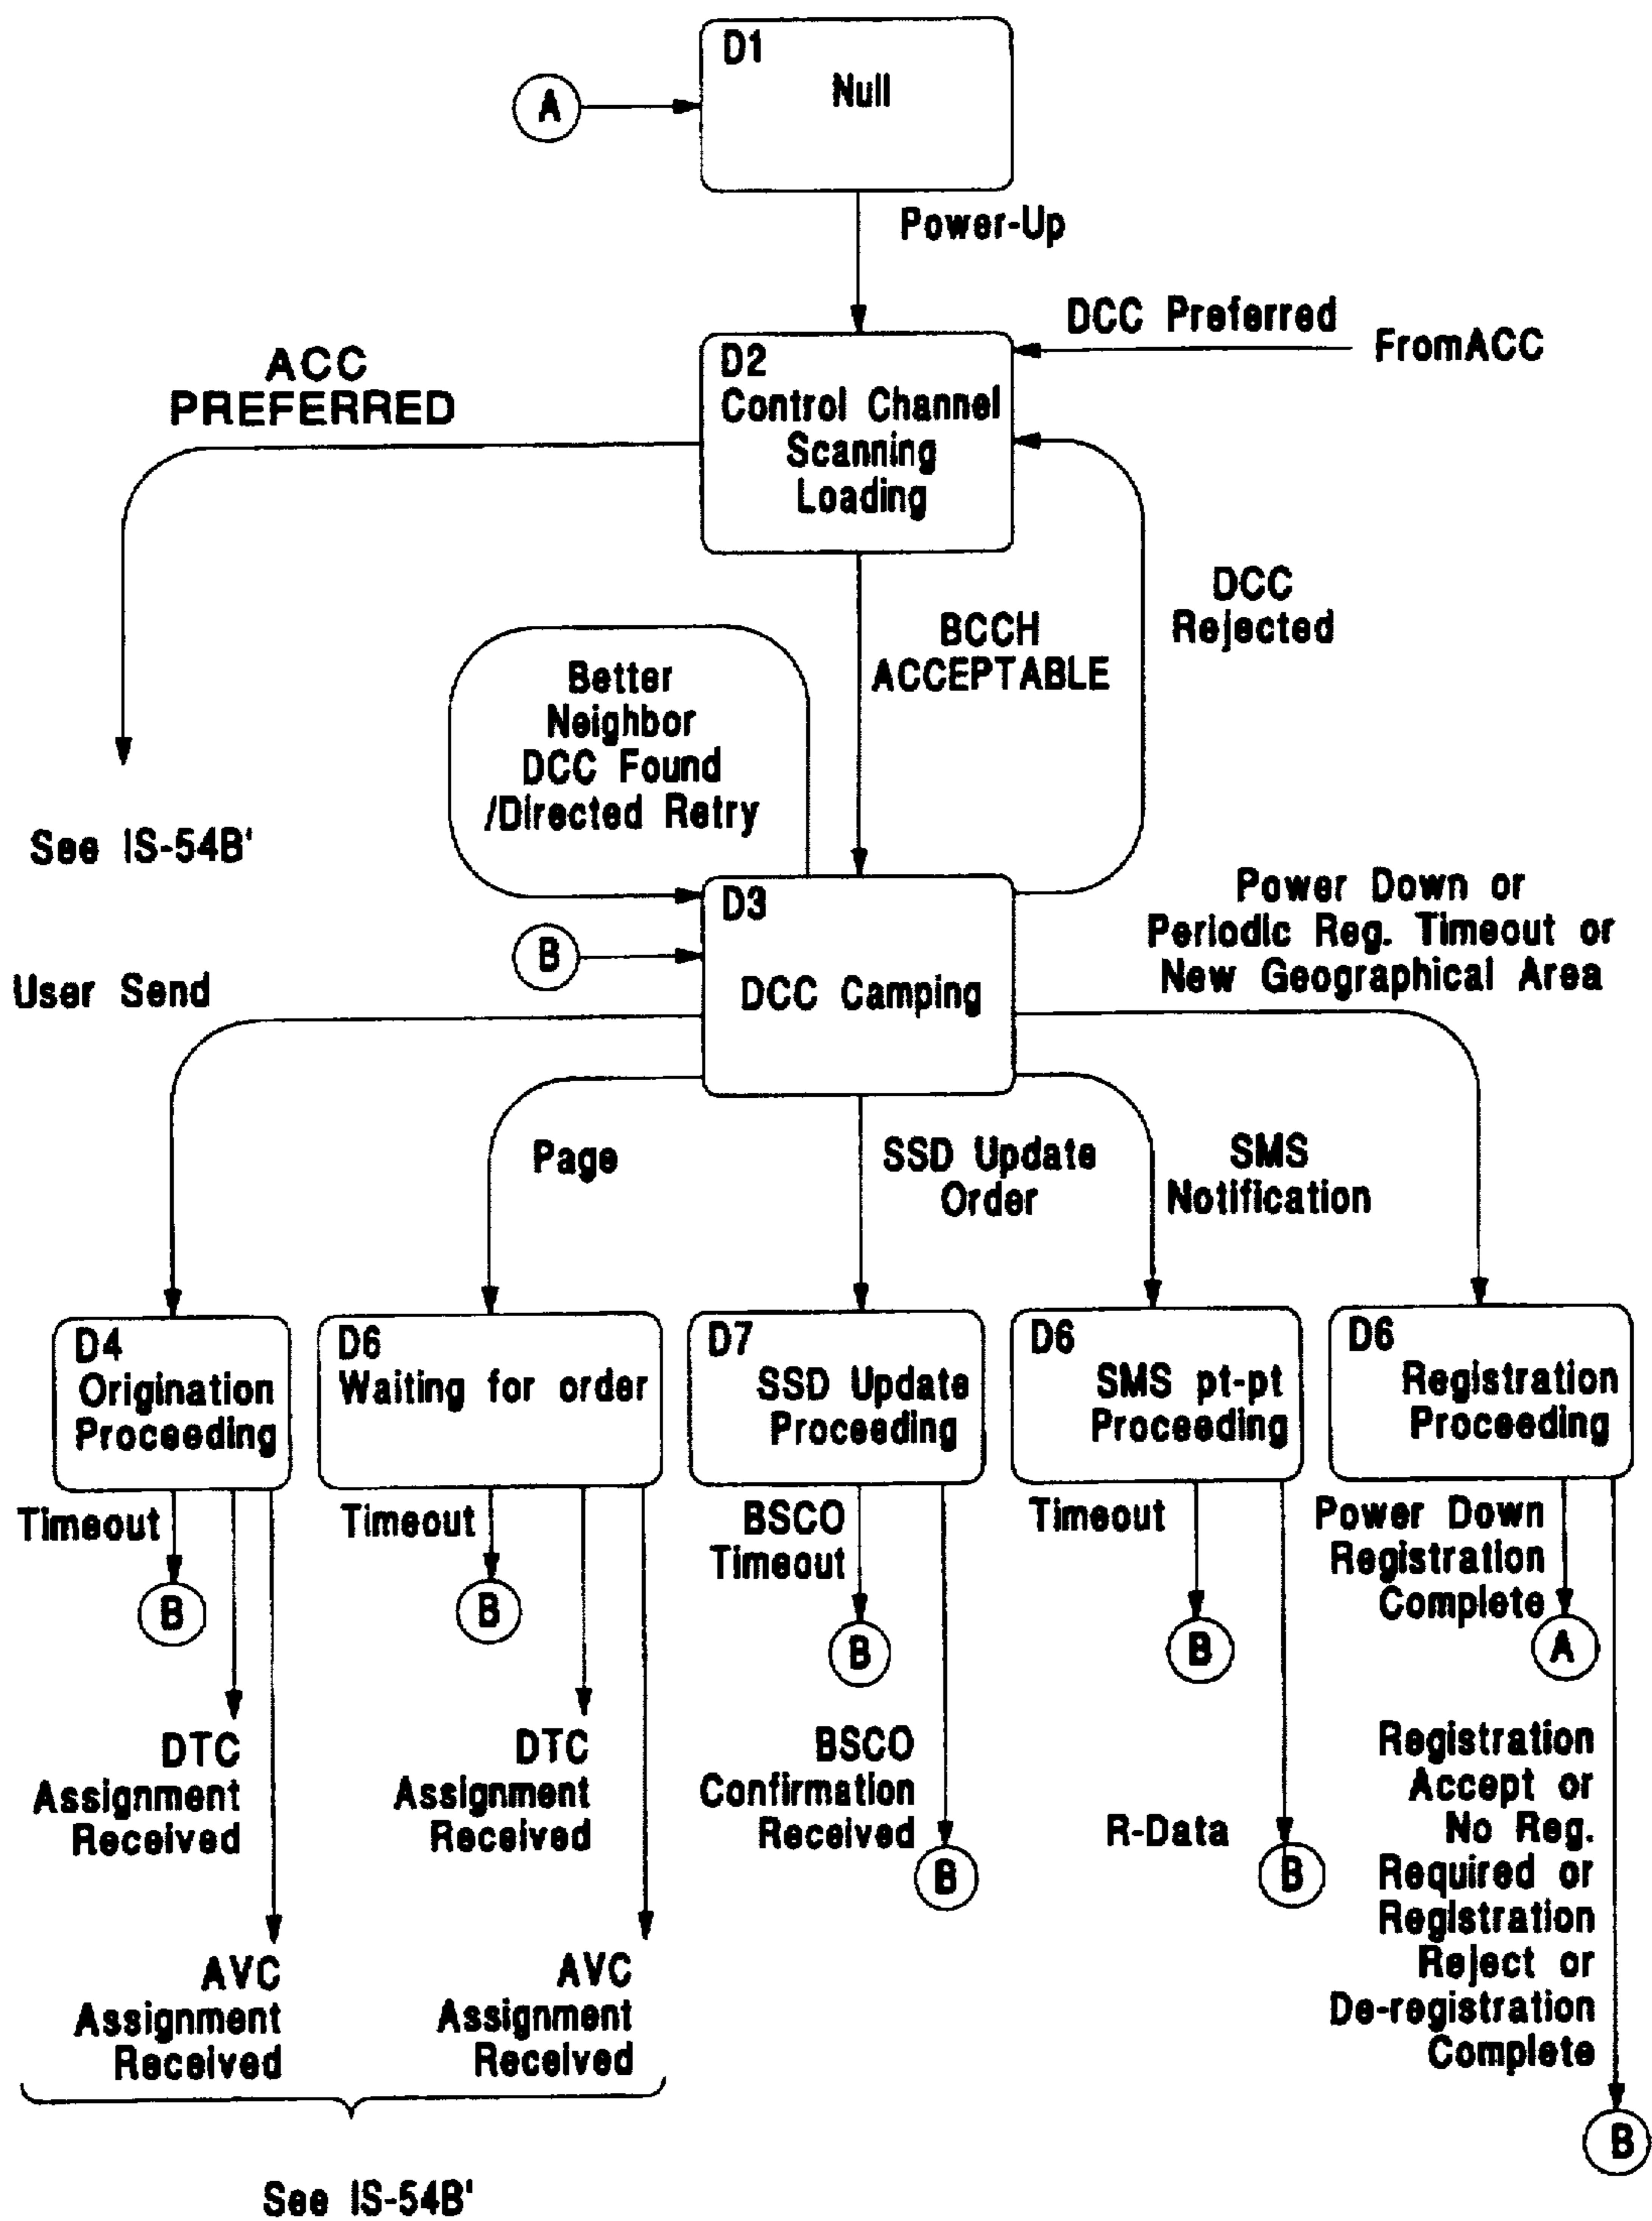 D1
Null
A
Power-Up
DCC Preferred
FromACC
ACC
PREFERRED
D2
Control Channel
Scanning
Loading
DCC
Rejected
BCCH
ACCEPTABLE
Better
Neighbor
DCC Found
/Directed Retry
See IS-54B'
Power Down or
Periodic Reg. Timeout or
New Geographical Area
D3
DCC Camping
B
User Send
Page
SSD Update
Order
SMS
Notification
D4
Origination
Proceeding
D6
Waiting for order
D7
SSD Update
Proceeding
D6
SMS pt-pt
Proceeding
D6
Registration
Proceeding
Timeout
B
DTC
Assignment
Received
AVC
Assignment
Received
Timeout
B
DTC
Assignment
Received
AVC
Assignment
Received
BSCO
Timeout
B
BSCO
Confirmation
Received
B
Timeout
B
R-Data
B
Power Down
Registration
Complete
A
Registration
Accept or
No Reg.
Required or
Registration
Reject or
De-registration
Complete
B
See IS-54B'